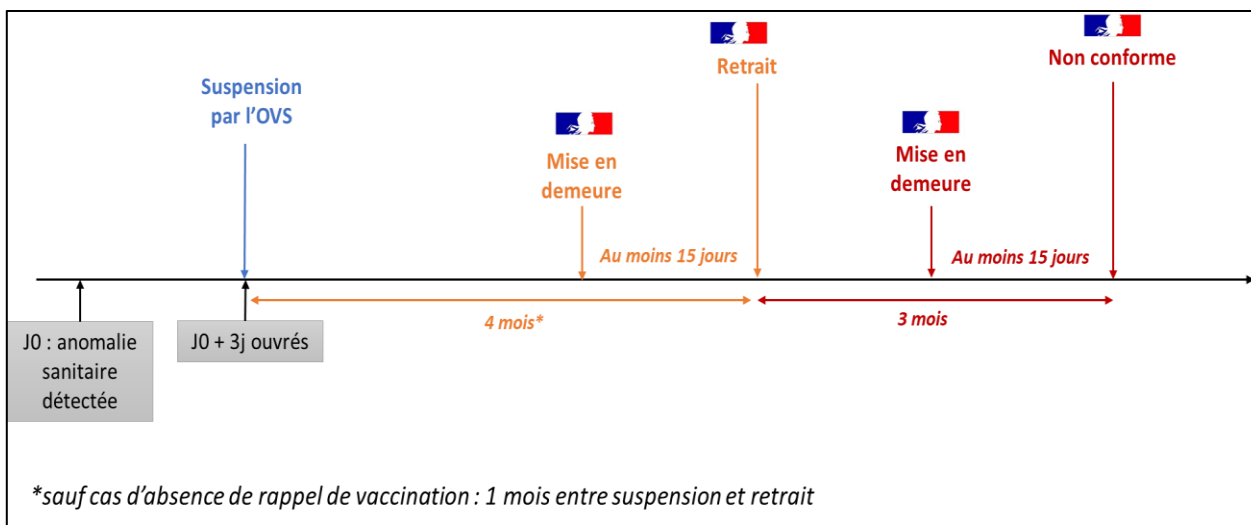 Suspension
par l'OVS
Mise en
demeure
Retrait
Mise en
demeure
Non conforme
Au moins 15 jours
Au moins 15 jours
4 mois*
3 mois
J0 : anomalie
sanitaire
détectée
J0 + 3j ouvrés
*sauf cas d'absence de rappel de vaccination : 1 mois entre suspension et retrait